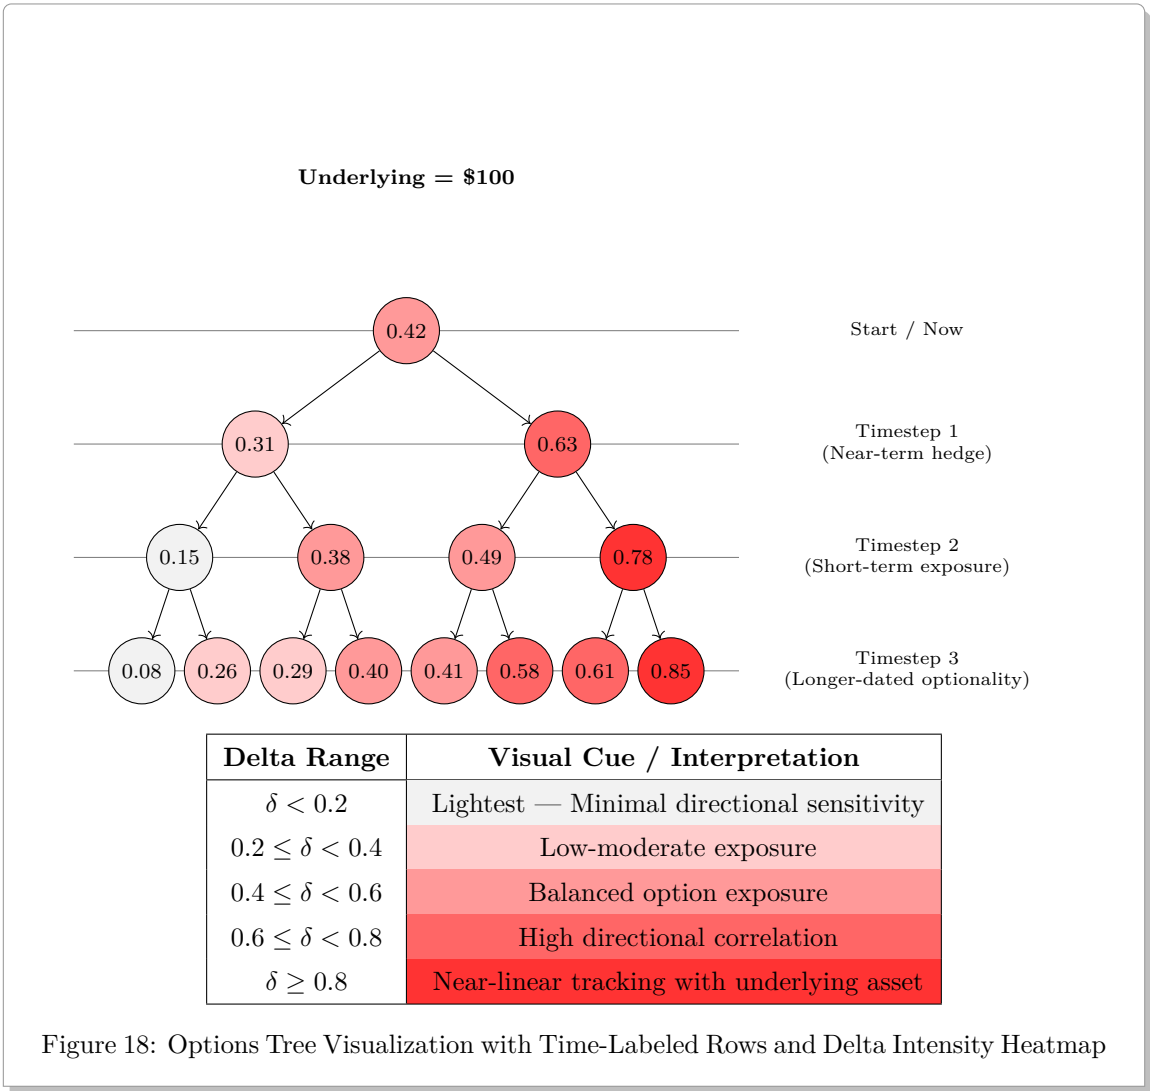 Underlying = $100
0.42
Start / Now
0.31
0.63
Timestep 1
(Near-term hedge)
0.15
0.38
0.49
0.78
Timestep 2
(Short-term exposure)
0.08
0.26
0.29
0.40
0.41
0.58
0.61
0.85
Timestep 3
(Longer-dated optionality)
Delta Range Visual Cue / Interpretation
δ < 0.2 Lightest — Minimal directional sensitivity
0.2 ≤ δ < 0.4 Low-moderate exposure
0.4 ≤ δ < 0.6 Balanced option exposure
0.6 ≤ δ < 0.8 High directional correlation
δ ≥ 0.8 Near-linear tracking with underlying asset
Figure 18: Options Tree Visualization with Time-Labeled Rows and Delta Intensity Heatmap